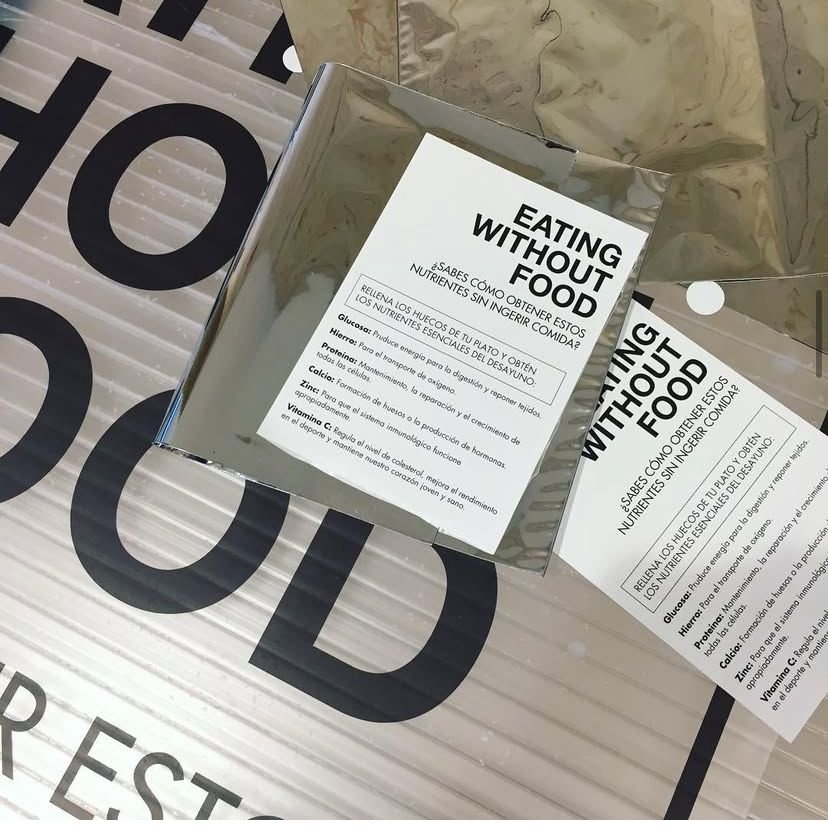 HO
OOD
R ESTO
EATING
WITHOUT
FOOD
¿SABES CÓMO OBTENER ESTOS
NUTRIENTES SIN INGERIR COMIDA?
RELLENA LOS HUECOS DE TU PLATO Y OBTÉN
LOS NUTRIENTES ESENCIALES DEL DESAYUNO:
Glucosa: Pruduce energía para la digestión y reponer tejidos.
Hierro: Para el transporte de oxígeno.
Proteína: Mantenimiento, la reparación y el crecimiento de
todas las células.
Calcio: Formación de huesos o la producción de hormonas.
Zinc: Para que el sistema inmunológico funcione
apropiadamente.
Vitamina C: Regula el nivel de colesterol, mejora el rendimiento
en el deporte y mantiene nuestro corazón joven y sano.
ATING
WITHOUT
FOOD
¿SABES CÓMO OBTENER ESTOS
NUTRIENTES SIN INGERIR COMIDA?
RELLENA LOS HUECOS DE TU PLATO Y OBTÉN
LOS NUTRIENTES ESENCIALES DEL DESAYUNO:
Glucosa: Pruduce energía para la digestión y reponer tejidos.
Hierro: Para el transporte de oxígeno.
Proteína: Mantenimiento, la reparación y el crecimiento
todas las células.
Calcio: Formación de huesos o la producción
Zinc: Para que el sistema inmunológico
apropiadamente.
Vitamina C: Regula el nivel
en el deporte y mantiene